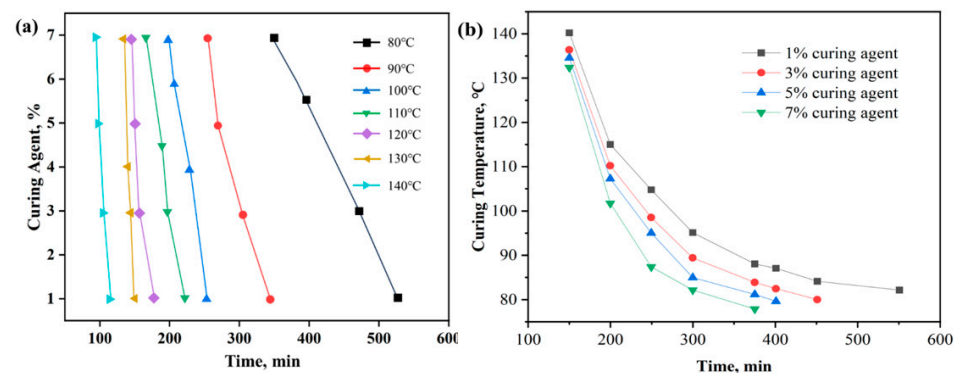 (a)
7
6
5
4
3
2
1
Curing Agent, %
80℃
90℃
100℃
110℃
120℃
130℃
140℃
100 200 300 400 500 600
Time, min
(b)
140
130
120
110
100
90
80
Curing Temperature, ℃
1% curing agent
3% curing agent
5% curing agent
7% curing agent
100 200 300 400 500 600
Time, min